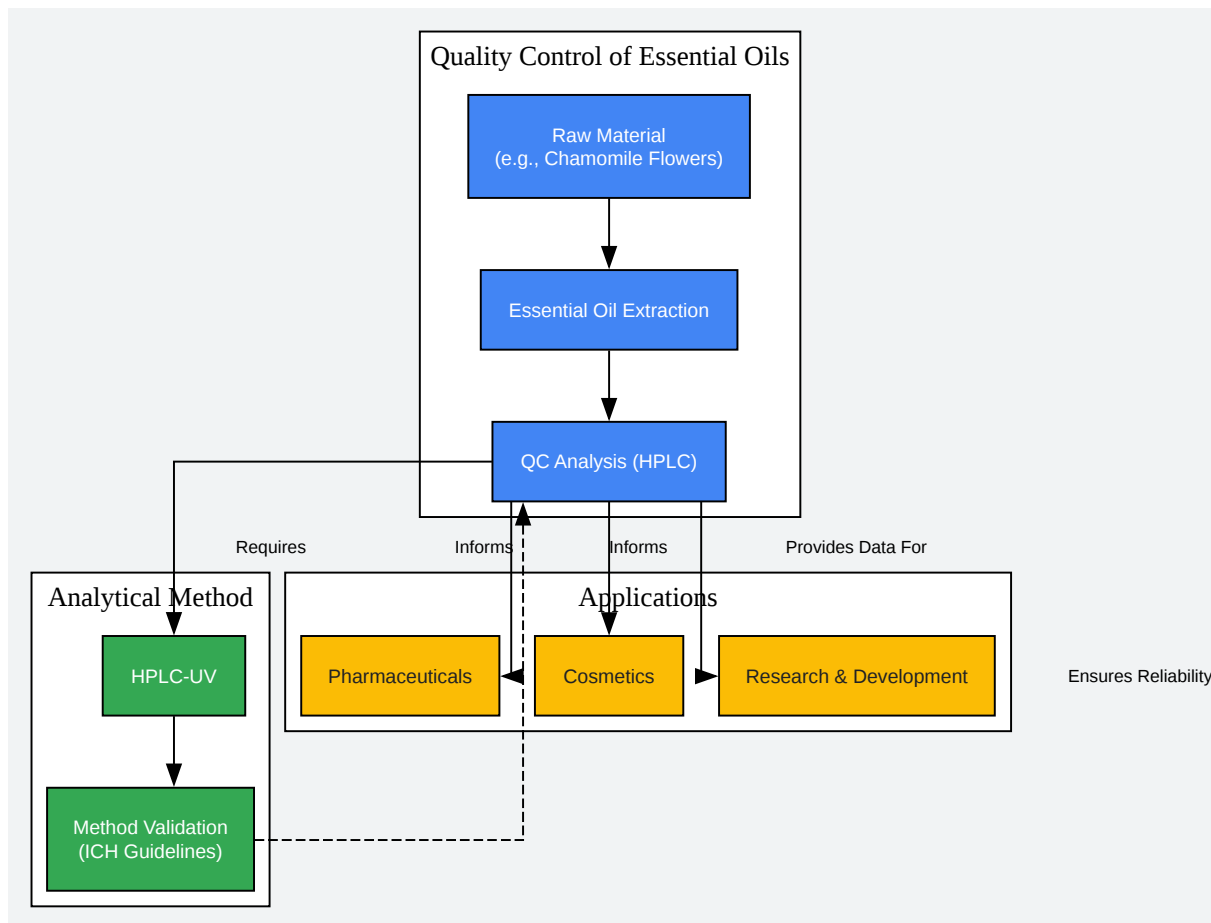 Quality Control of Essential Oils
Raw Material
(e.g., Chamomile Flowers)
Essential Oil Extraction
QC Analysis (HPLC)
Requires
Informs
Informs
Provides Data For
Analytical Method
Applications
HPLC-UV
Pharmaceuticals
Cosmetics
Research & Development
Ensures Reliability
Method Validation
(ICH Guidelines)